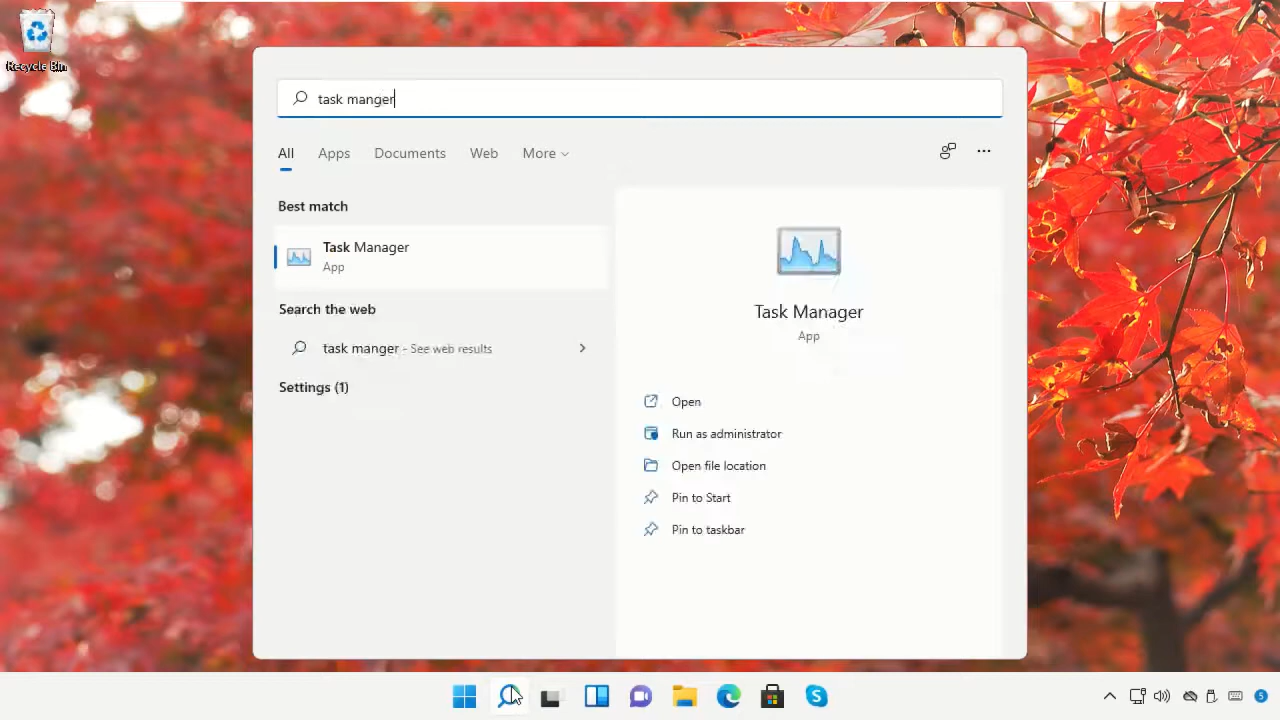 Recycle Bin
task manger
All
Apps
Documents
Web
More
Best match
Task Manager
App
Search the web
task manger - See web results
Settings (1)
Task Manager
App
Open
Run as administrator
Open file location
Pin to Start
Pin to taskbar
5